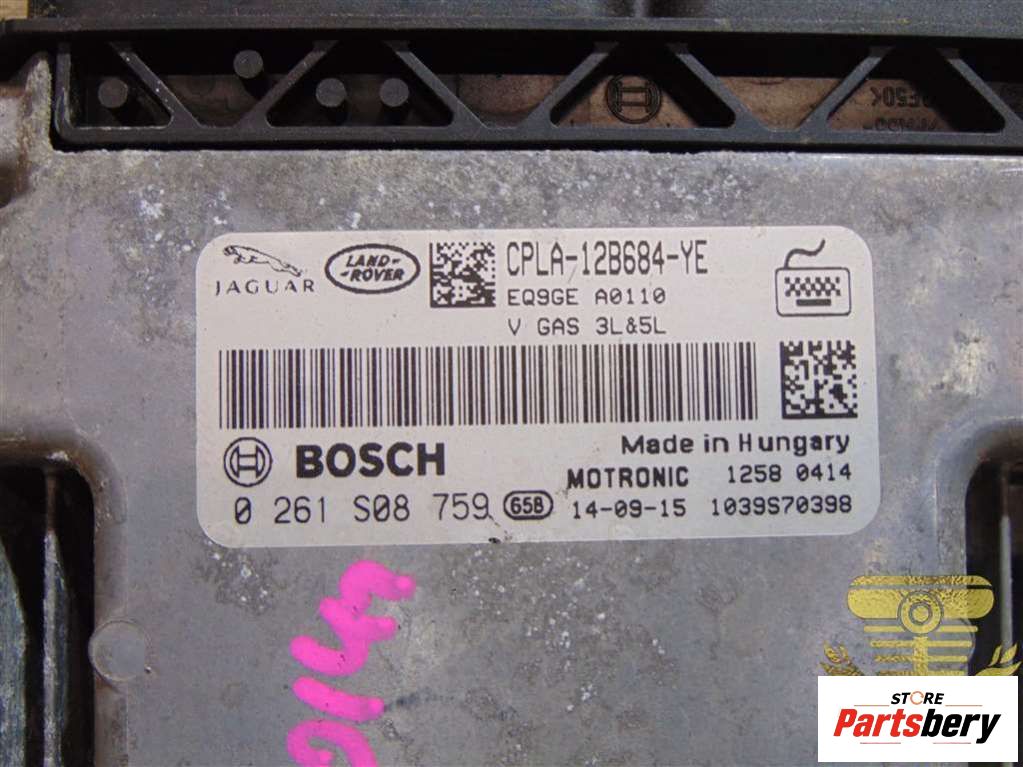 JAGUAR
LAND-
-ROVER
CPLA-12B684-YE
EQ9GE A0110
V GAS 3L&5L
BOSCH
Made in Hungary
MOTRONIC 1258 0414
0 261 S08 759 65B 14-09-15 1039S70398
STORE
Partsbery